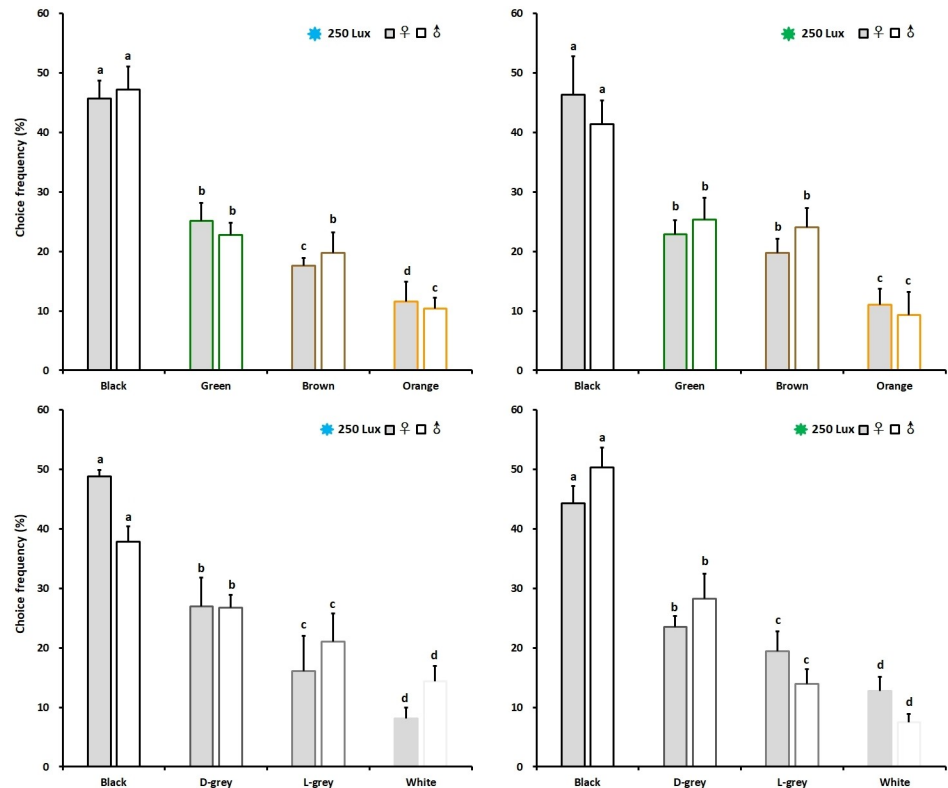 60
50
40
30
20
10
0
Choice frequency (%)
250 Lux ♀ ♂
a a
b b
c b
d c
Black Green Brown Orange
60
50
40
30
20
10
0
250 Lux ♀ ♂
a a
b b
b b
c c
Black Green Brown Orange
60
50
40
30
20
10
0
Choice frequency (%)
250 Lux ♀ ♂
a a
b b
c c
d d
Black D-grey L-grey White
60
50
40
30
20
10
0
250 Lux ♀ ♂
a a
b b
c c
d d
Black D-grey L-grey White